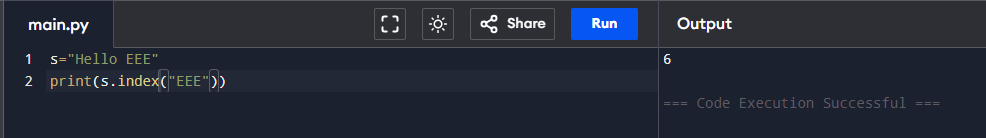 main.py
Share
Run
Output
1 s="Hello EEE"
2 print(s.index("EEE"))
6
=== Code Execution Successful ===